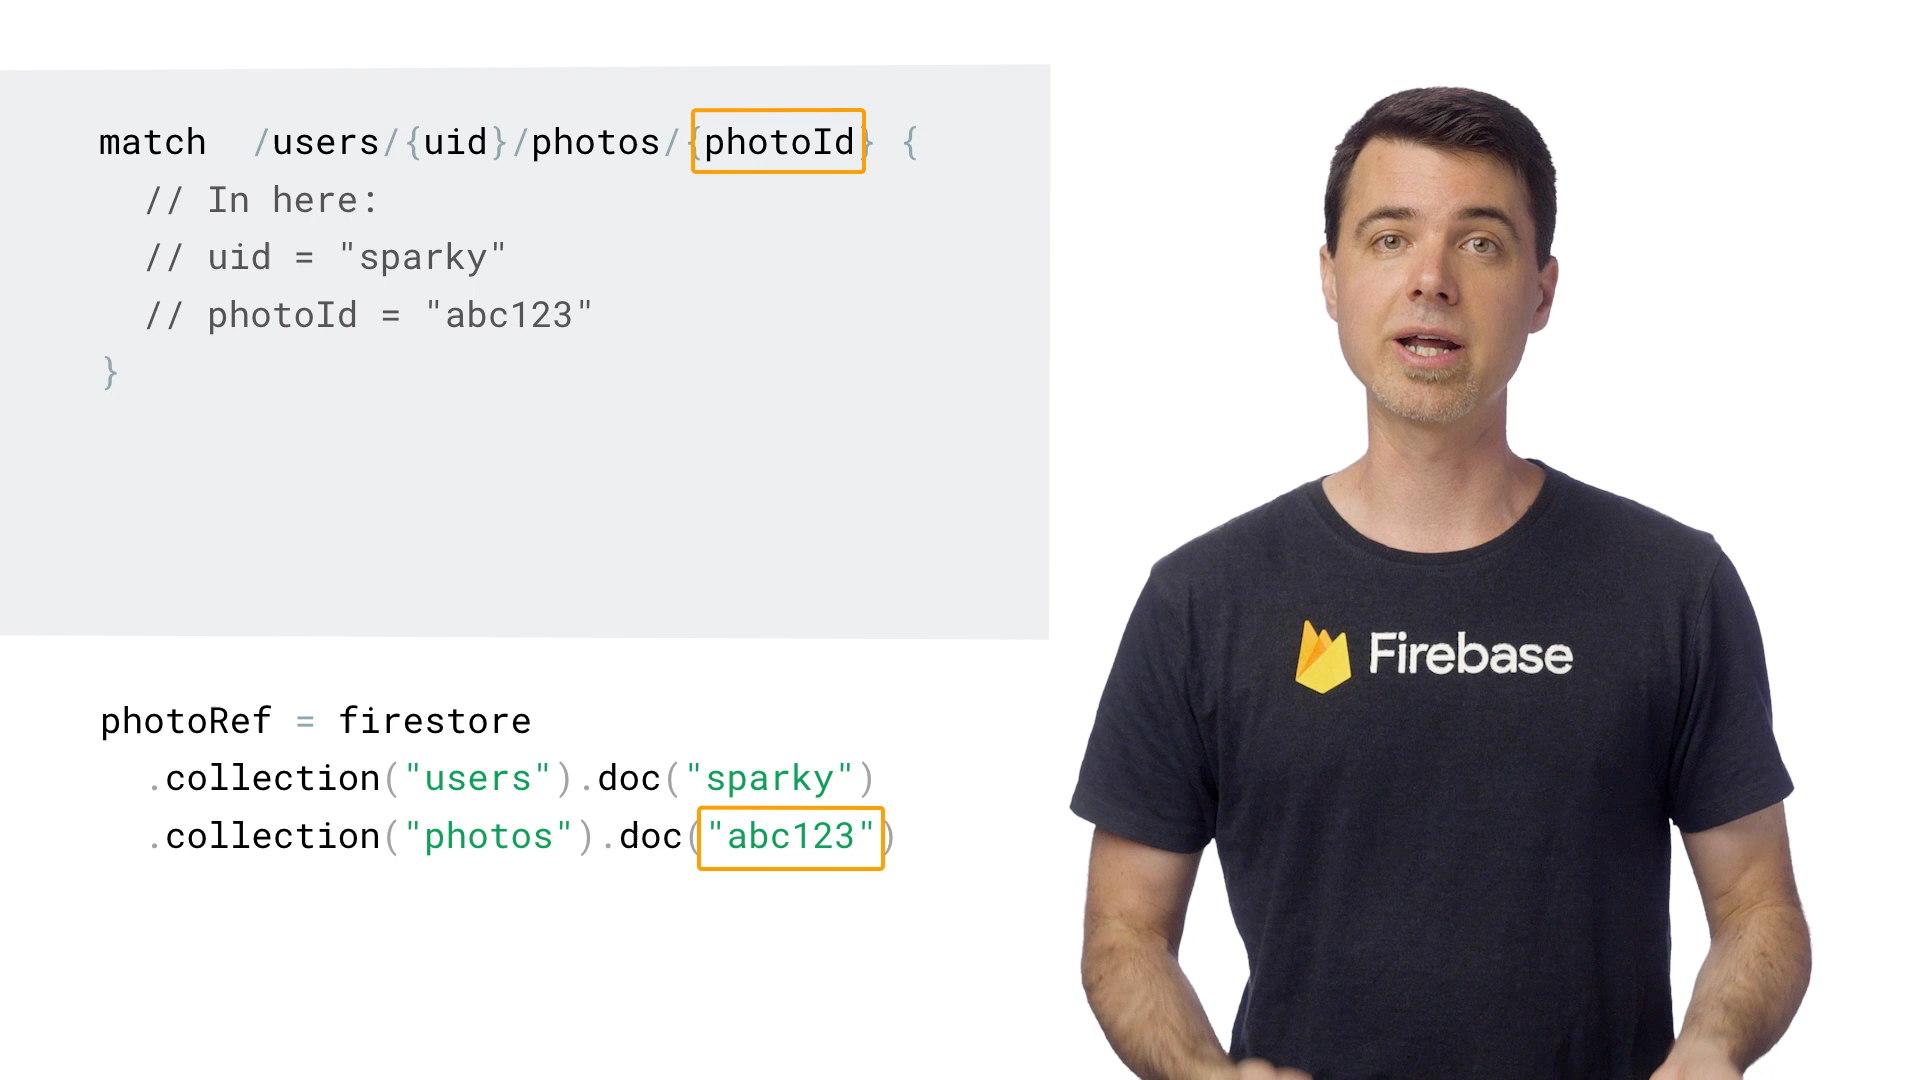 match  /users/{uid}/photos/{photoId} {
  // In here:
  // uid = "sparky"
  // photoId = "abc123"
}
photoRef = firestore
  .collection("users").doc("sparky")
  .collection("photos").doc("abc123")
Firebase